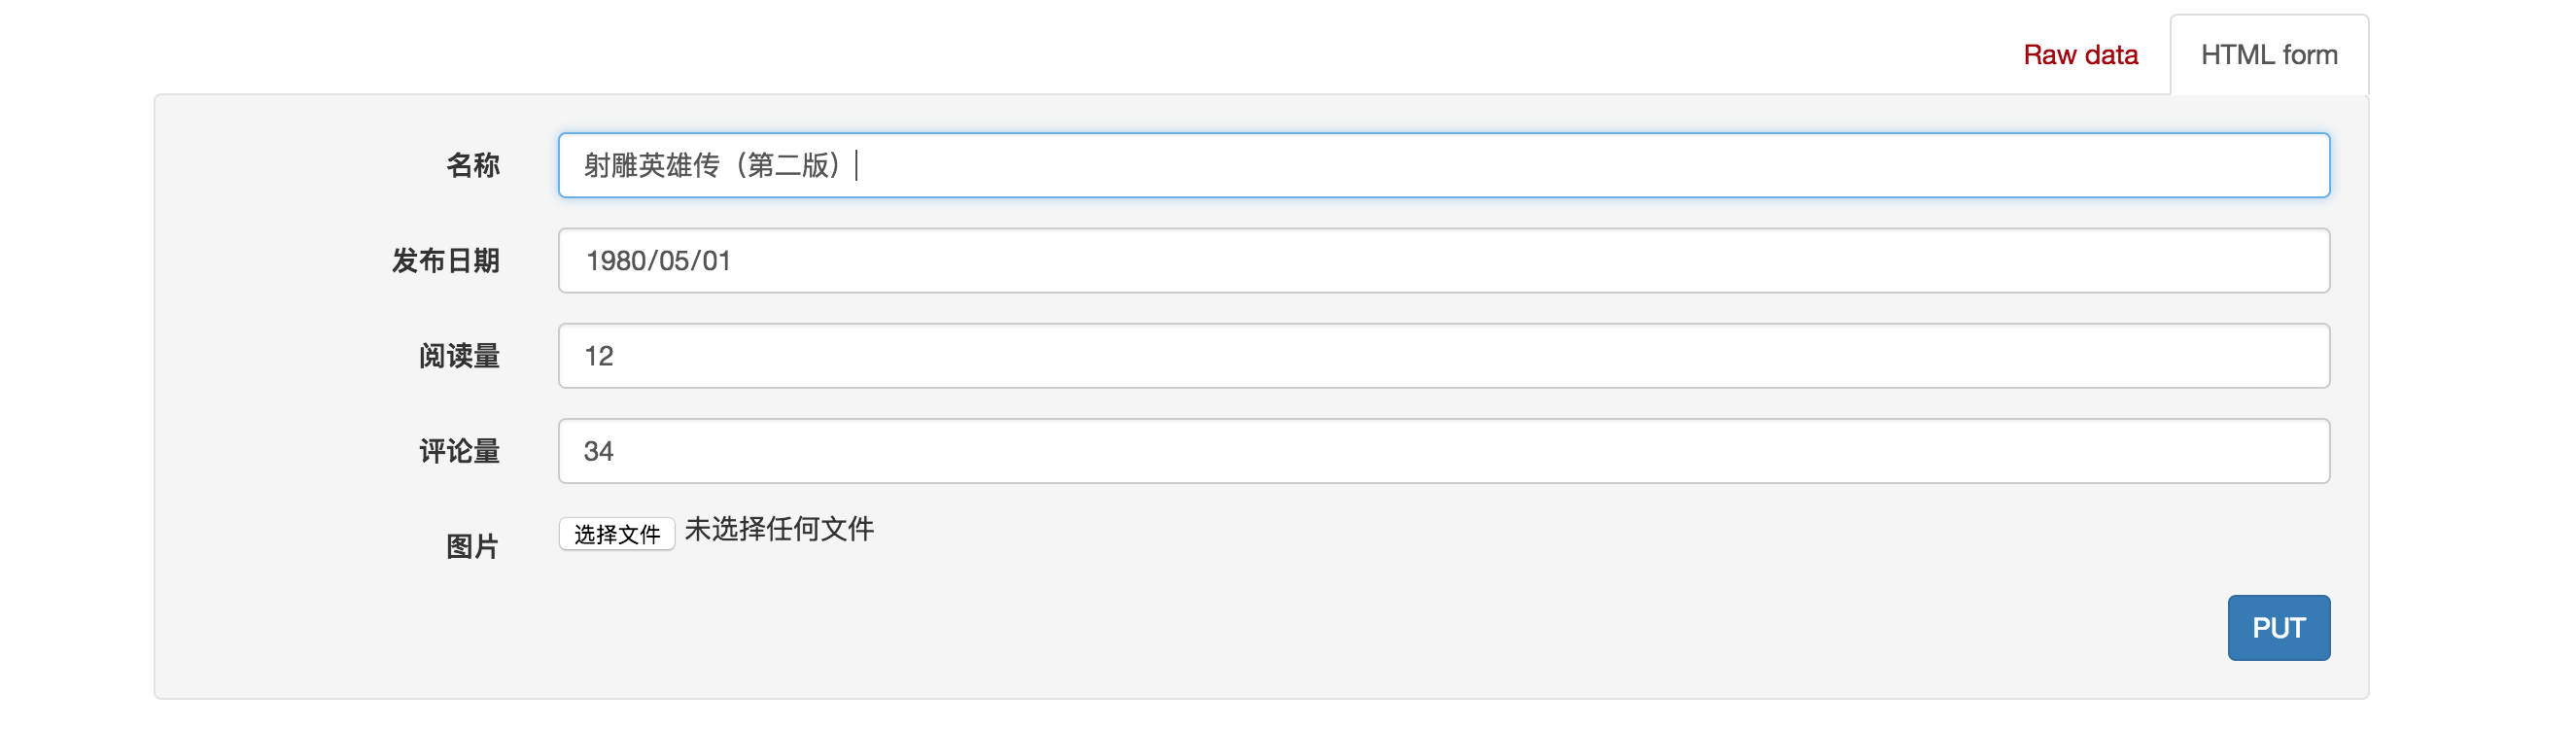 Raw data HTML form
名称 射雕英雄传（第二版）
发布日期 1980/05/01
阅读量 12
评论量 34
图片 选择文件 未选择任何文件
PUT